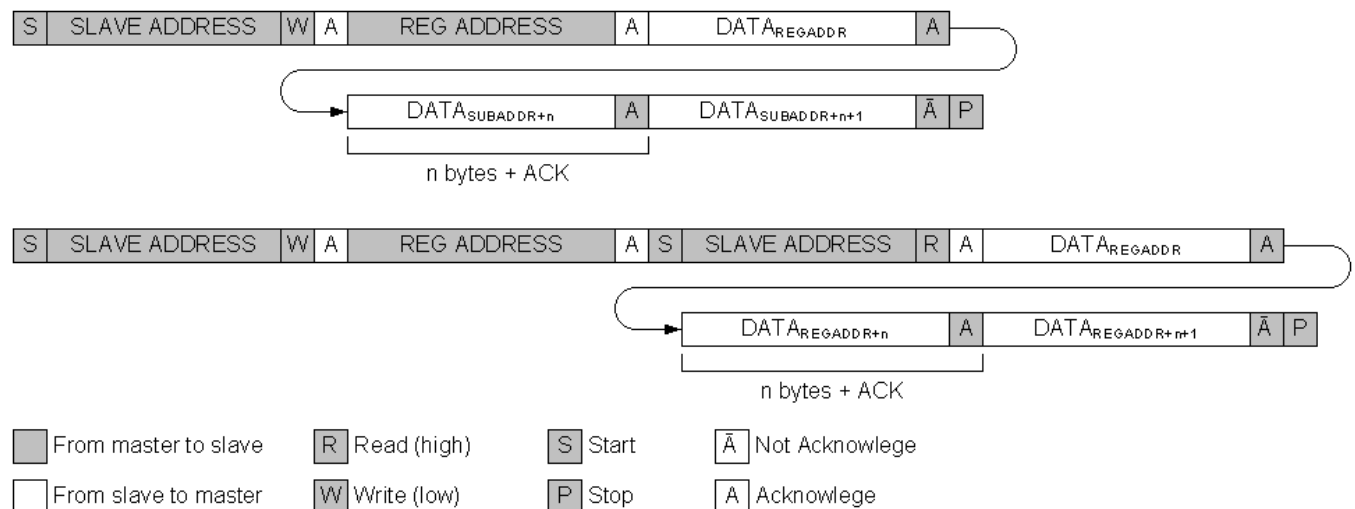 S SLAVE ADDRESS W A REG ADDRESS A DATAREGADDR A
DATASUBADDR+n A DATASUBADDR+n+1 Ā P
n bytes + ACK
S SLAVE ADDRESS W A REG ADDRESS A S SLAVE ADDRESS R A DATAREGADDR A
DATAREGADDR+n A DATAREGADDR+n+1 Ā P
n bytes + ACK
From master to slave R Read (high) S Start Ā Not Acknowlege
From slave to master W Write (low) P Stop A Acknowlege